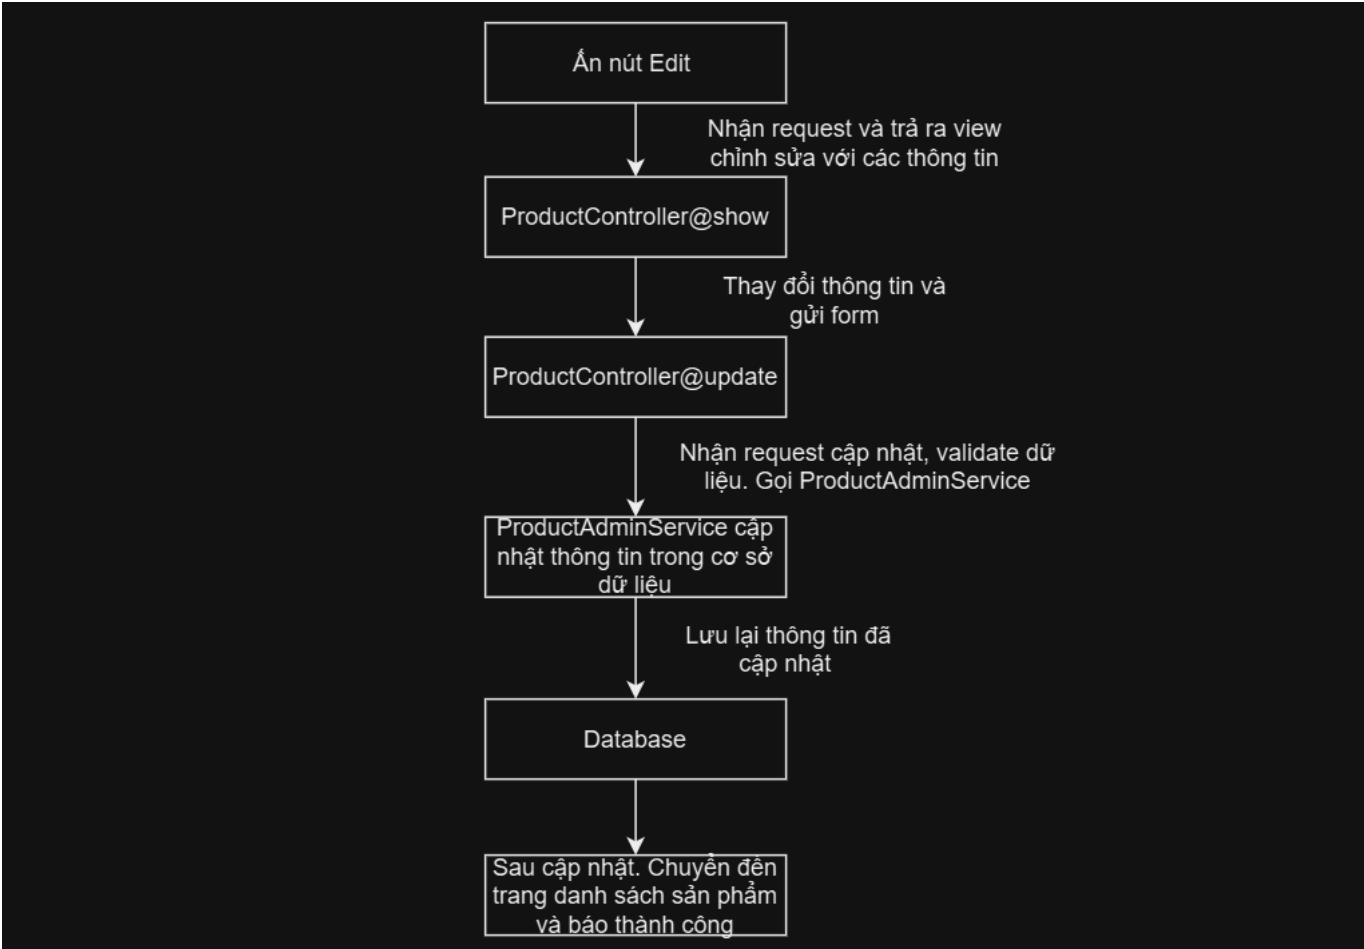 Ấn nút Edit
Nhận request và trả ra view
chỉnh sửa với các thông tin
ProductController@show
Thay đổi thông tin và
gửi form
ProductController@update
Nhận request cập nhật, validate dữ
liệu. Gọi ProductAdminService
ProductAdminService cập
nhật thông tin trong cơ sở
dữ liệu
Lưu lại thông tin đã
cập nhật
Database
Sau cập nhật. Chuyển đên
trang danh sách sản phẩm
và báo thành công